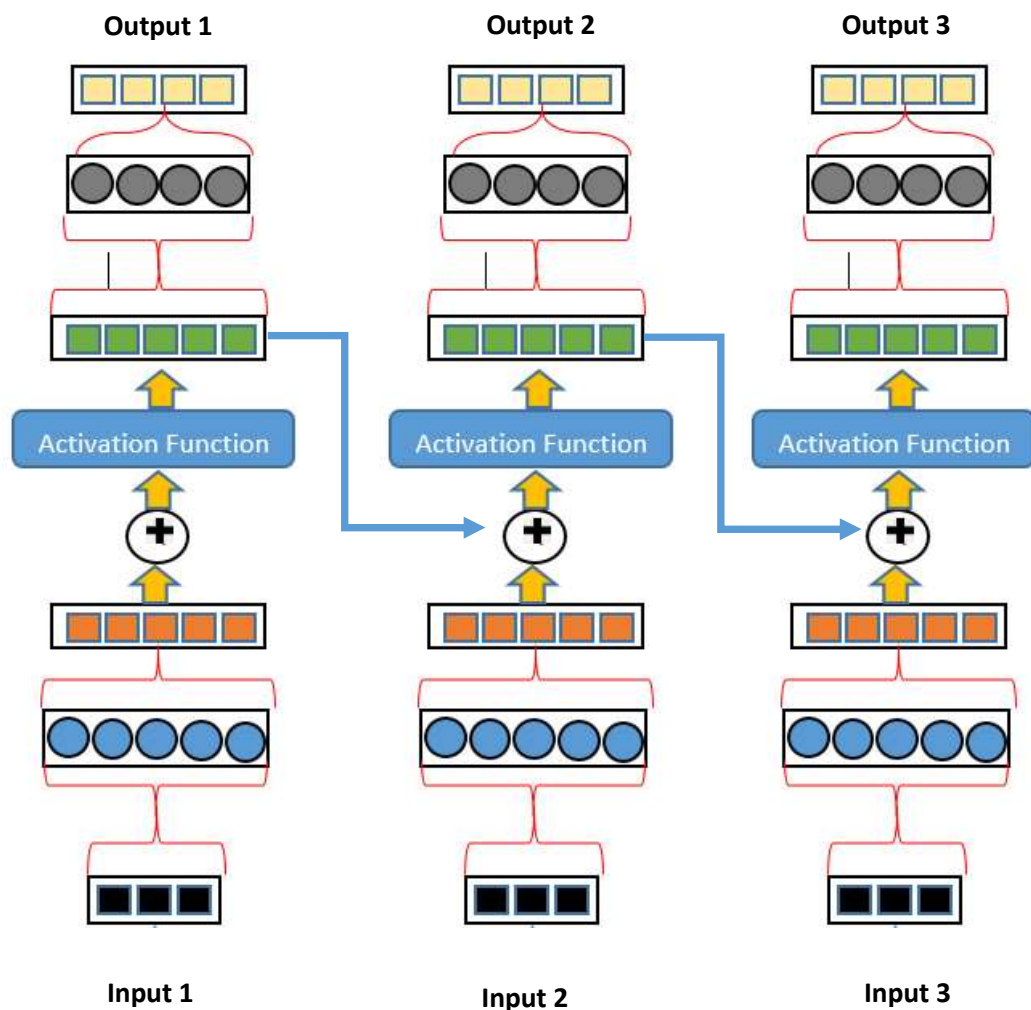 Output 1
Output 2
Output 3
Activation Function
Activation Function
Activation Function
+
+
+
Input 1
Input 2
Input 3